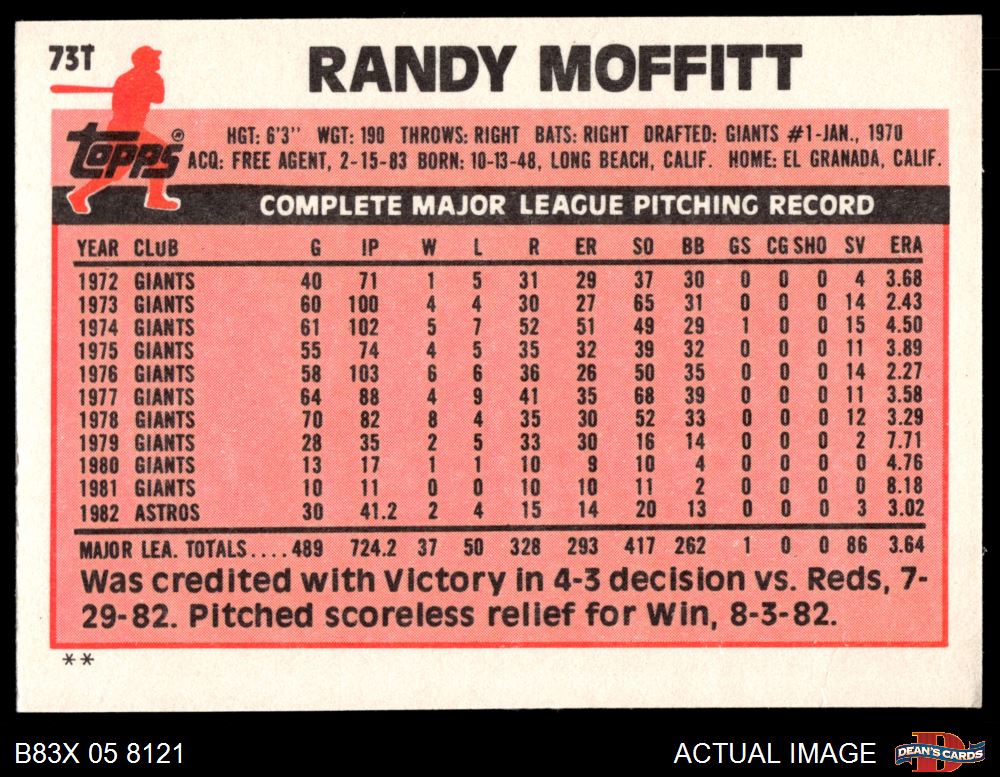 73T
RANDY MOFFITT
topps®
HGT: 6'3" WGT: 190 THROWS: RIGHT BATS: RIGHT DRAFTED: GIANTS #1-JAN., 1970
ACQ: FREE AGENT, 2-15-83 BORN: 10-13-48, LONG BEACH, CALIF. HOME: EL GRANADA, CALIF.
COMPLETE MAJOR LEAGUE PITCHING RECORD
YEAR CLUB G IP W L R ER SO BB GS CG SHO SV ERA
1972 GIANTS 40 71 1 5 31 29 37 30 0 0 0 4 3.68
1973 GIANTS 60 100 4 4 30 27 65 31 0 0 0 14 2.43
1974 GIANTS 61 102 5 7 52 51 49 29 1 0 0 15 4.50
1975 GIANTS 55 74 4 5 35 32 39 32 0 0 0 11 3.89
1976 GIANTS 58 103 6 6 36 26 50 35 0 0 0 14 2.27
1977 GIANTS 64 88 4 9 41 35 68 39 0 0 0 11 3.58
1978 GIANTS 70 82 8 4 35 30 52 33 0 0 0 12 3.29
1979 GIANTS 28 35 2 5 33 30 16 14 0 0 0 2 7.71
1980 GIANTS 13 17 1 1 10 9 10 4 0 0 0 0 4.76
1981 GIANTS 10 11 0 0 10 10 11 2 0 0 0 0 8.18
1982 ASTROS 30 41.2 2 4 15 14 20 13 0 0 0 3 3.02
MAJOR LEA. TOTALS....489 724.2 37 50 328 293 417 262 1 0 0 86 3.64
Was credited with Victory in 4-3 decision vs. Reds, 7-
29-82. Pitched scoreless relief for Win, 8-3-82.
**
B83X 05 8121
ACTUAL IMAGE
D
DEAN'S CARDS